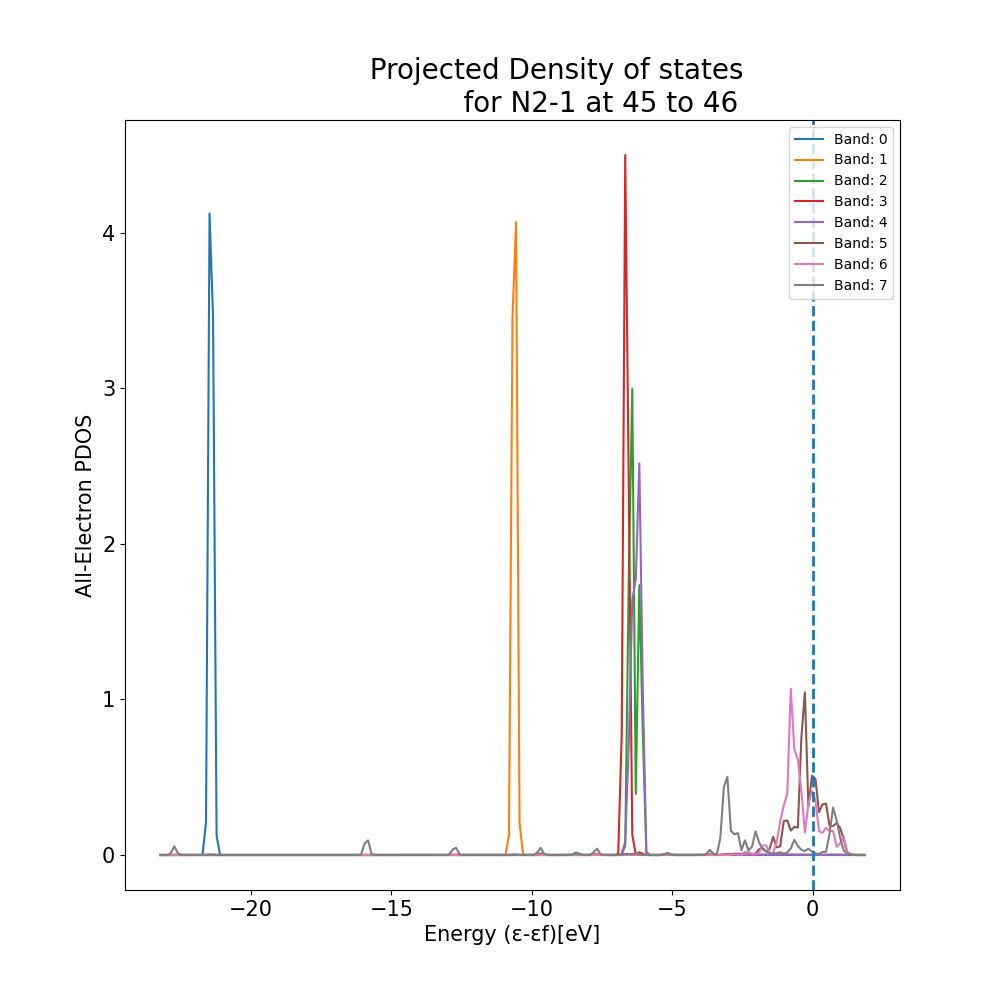 Projected Density of states
for N2-1 at 45 to 46
Band: 0
Band: 1
Band: 2
Band: 3
Band: 4
Band: 5
Band: 6
Band: 7
All-Electron PDOS
4
3
2
1
0
−20
−15
−10
−5
0
Energy (ε-εf)[eV]